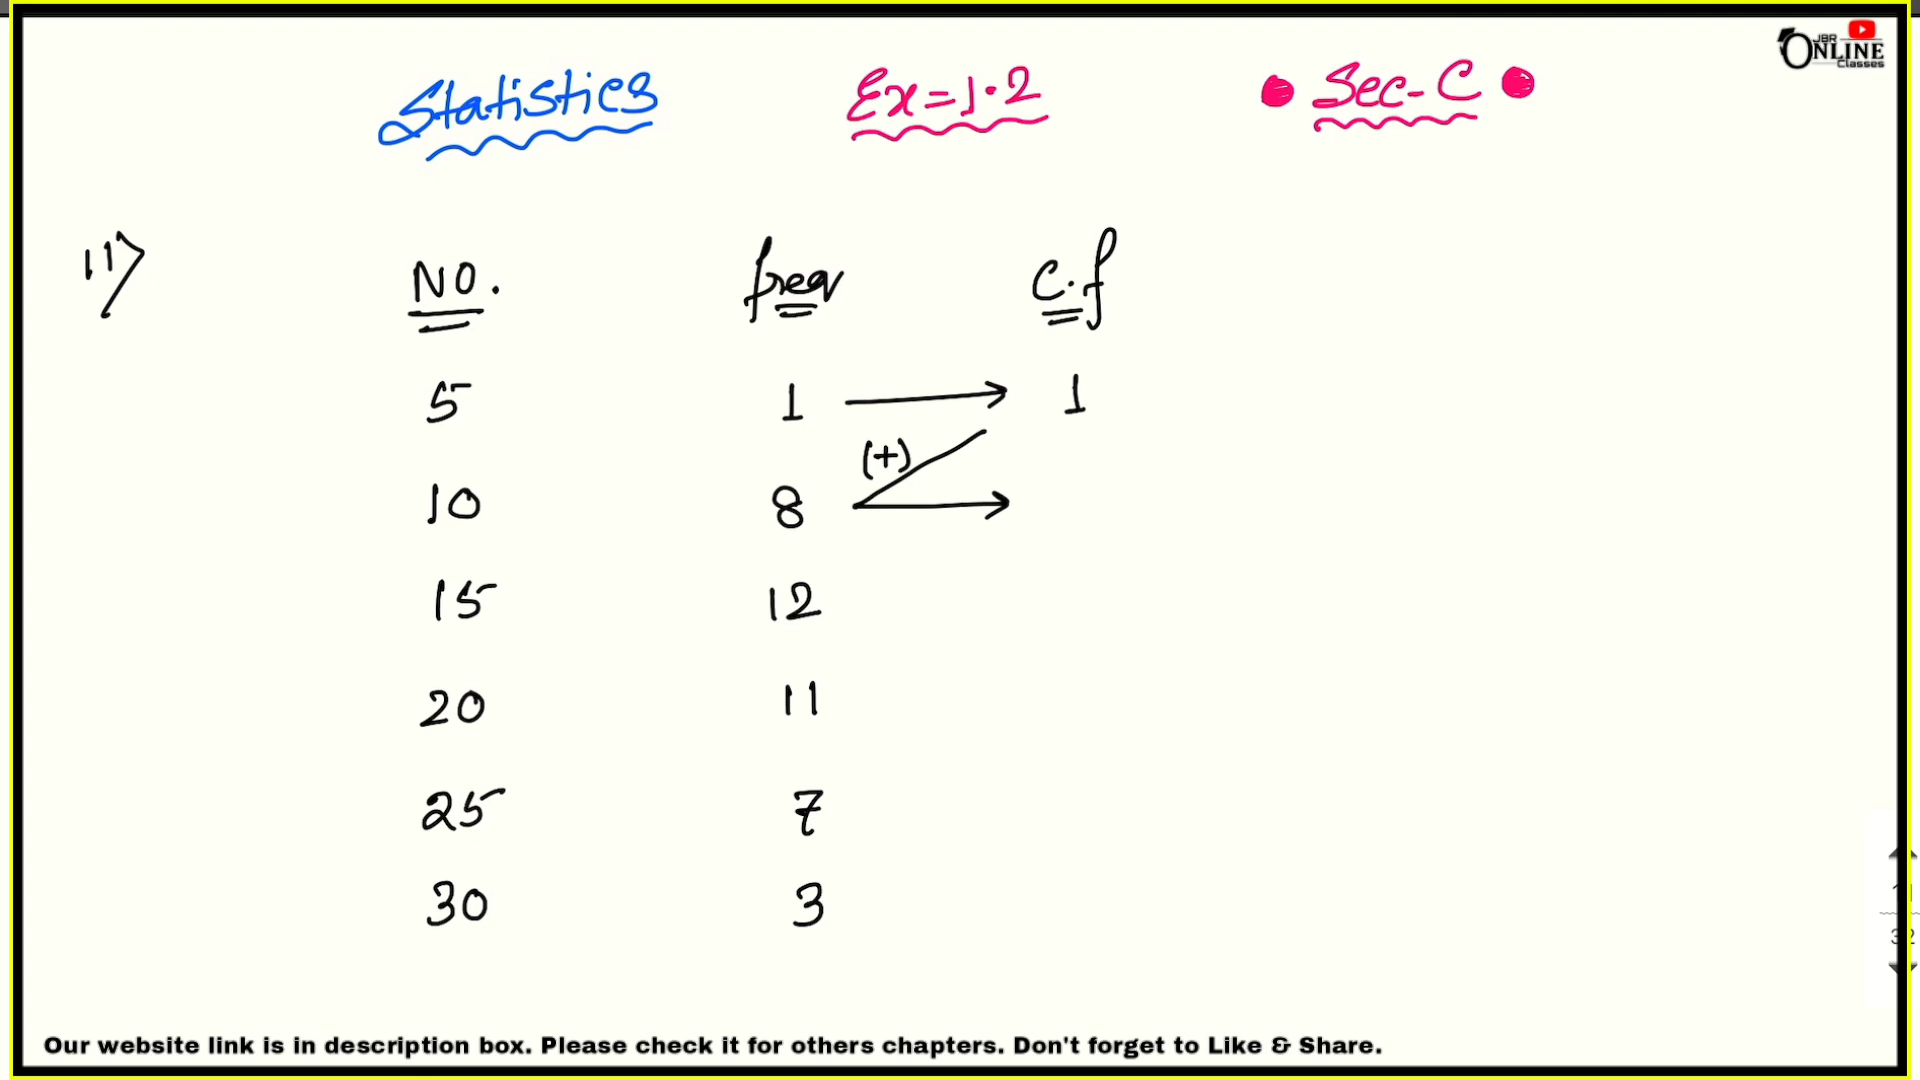 JBR
ONLINE
Classes
Statistics Ex=1.2 Sec-C
11)
NO. freq C.f
5 1 1
(+)
10 8
15 12
20 11
25 7
30 3
32
Our website link is in description box. Please check it for others chapters. Don't forget to Like & Share.